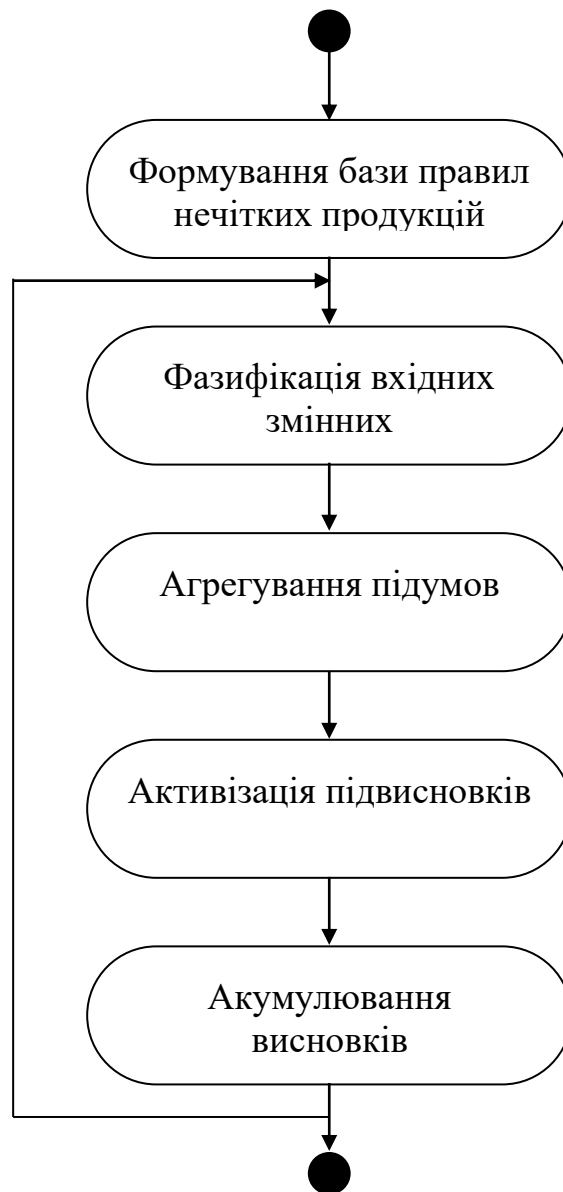 Формування бази правил
нечітких продукцій
Фазифікація вхідних
змінних
Агрегування підумов
Активізація підвисновків
Акумулювання
висновків